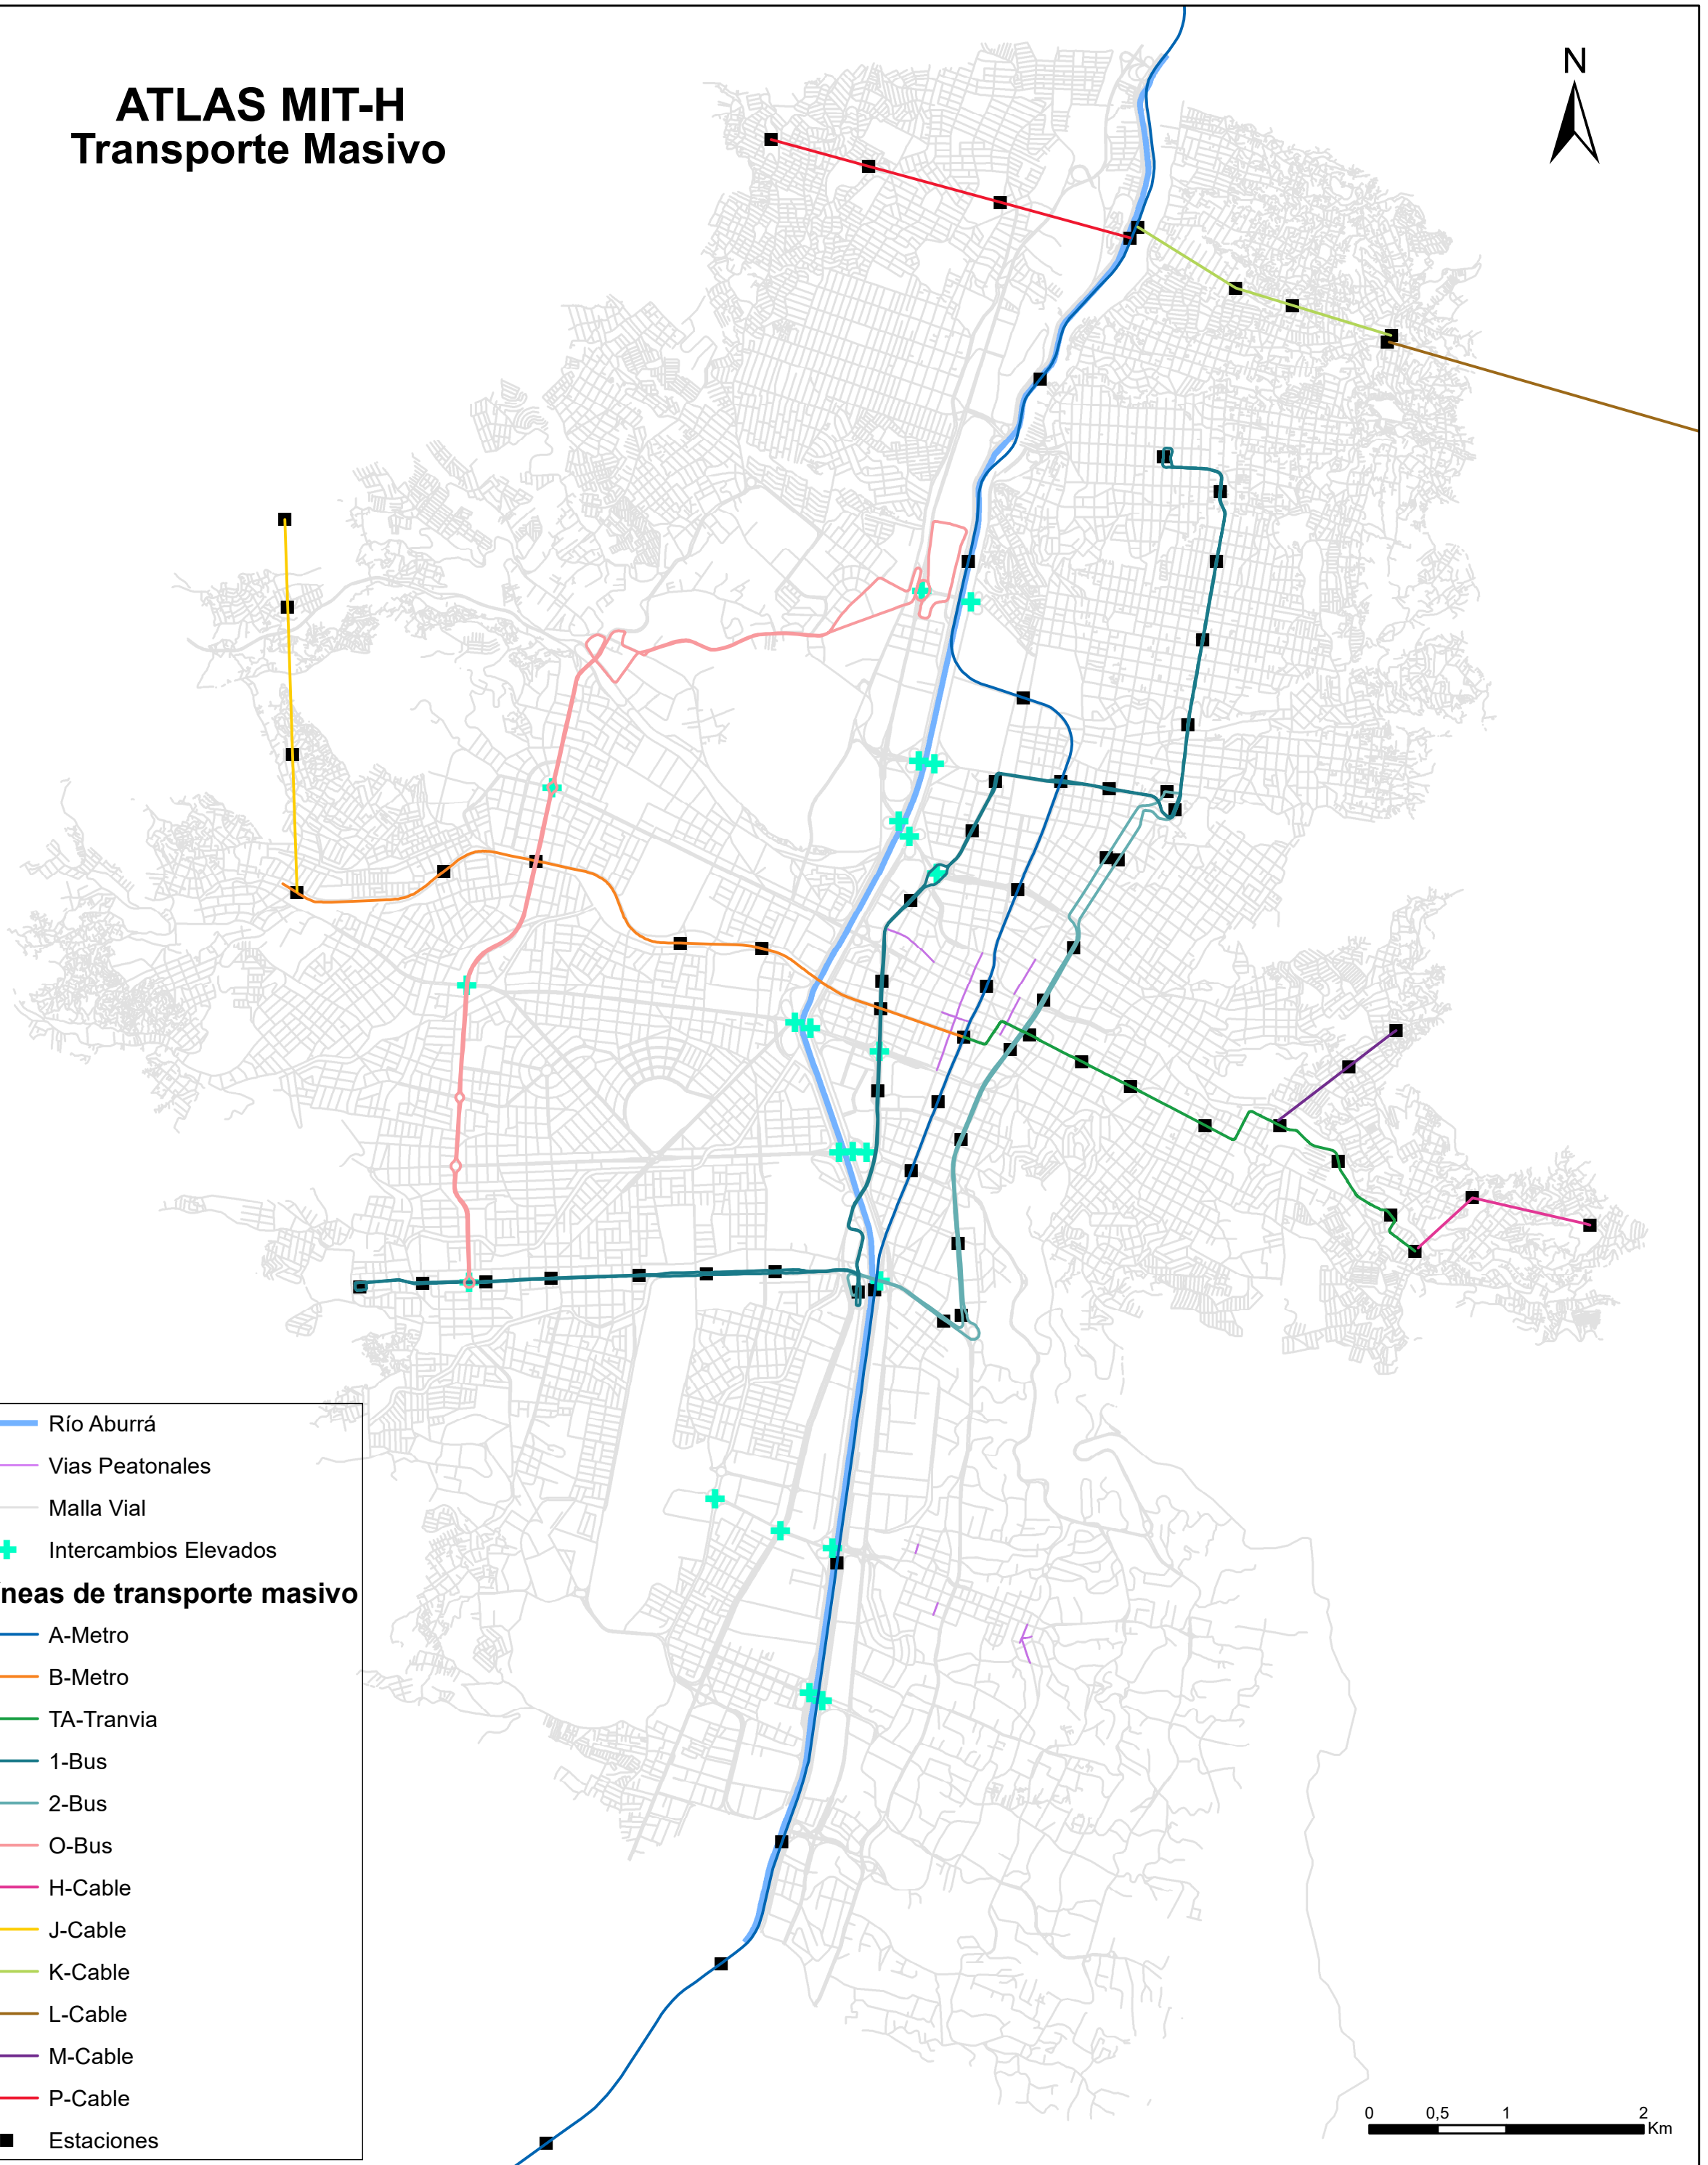 ATLAS MIT-H
Transporte Masivo
N
Río Aburrá
Vias Peatonales
Malla Vial
Intercambios Elevados
íneas de transporte masivo
A-Metro
B-Metro
TA-Tranvia
1-Bus
2-Bus
O-Bus
H-Cable
J-Cable
K-Cable
L-Cable
M-Cable
P-Cable
Estaciones
0 0,5 1 2
Km